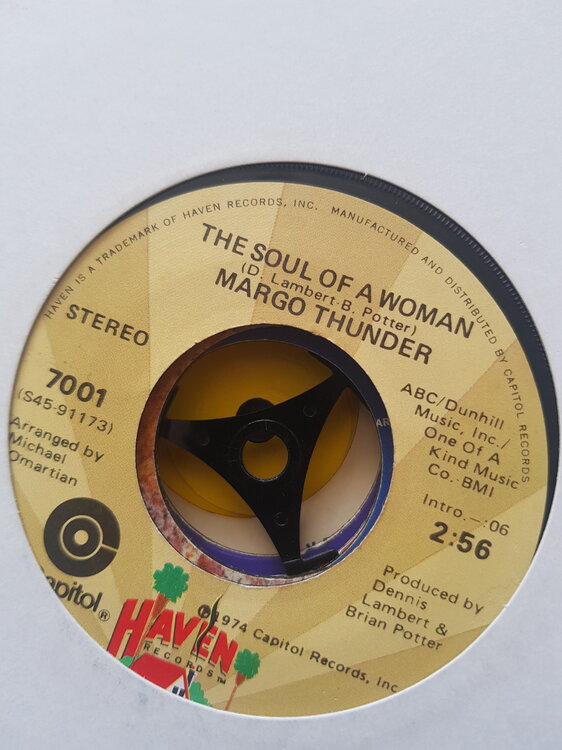 HAVEN IS A TRADEMARK OF HAVEN RECORDS, INC. MANUFACTURED AND DISTRIBUTED BY CAPITOL RECORDS
THE SOUL OF A WOMAN
(D. Lambert-B. Potter)
MARGO THUNDER
STEREO
7001
(S45-91173)
Arranged by
Michael
Omartian
ABC/Dunhill
Music, Inc./
One Of A
Kind Music
Co.-BMI
Intro.-:06
2:56
Produced by
Dennis
Lambert &
Brian Potter
apitol®
HAVEN
RECORDS™
℗1974 Capitol Records, Inc.